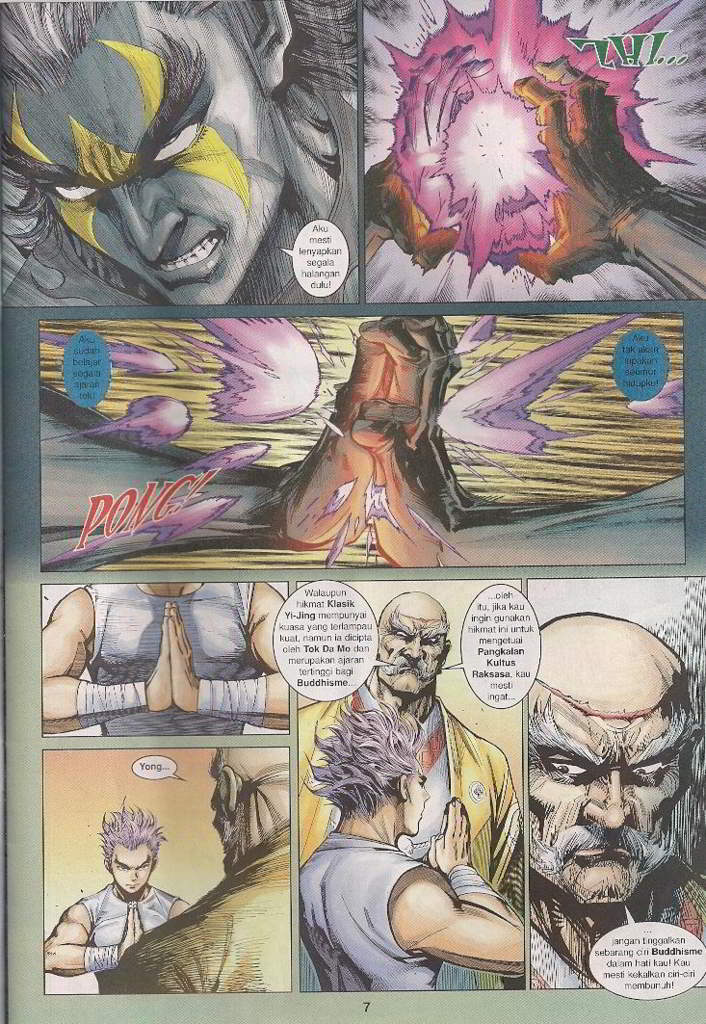 Aku
mesti
lenyapkan
segala
halangan
dulu!
ZHI...
Aku
sudah
belajar
segala
ajaran
telu!
Aku
tak akan
lupakan
seumur
hidupku!
PONG!
Walaupun
hikmat Klasik
Yi-Jing mempunyai
kuasa yang terlampau
kuat, namun ia dicipta
oleh Tok Da Mo dan
merupakan ajaran
tertinggi bagi
Buddhisme...
...oleh
itu, jika kau
ingin gunakan
hikmat ini untuk
mengetuai
Pangkalan
Kultus
Raksasa, kau
mesti
ingat...
Yong...
...
jangan tinggalkan
sebarang ciri Buddhisme
dalam hati kau! Kau
mesti kekalkan ciri-ciri
membunuh!
7